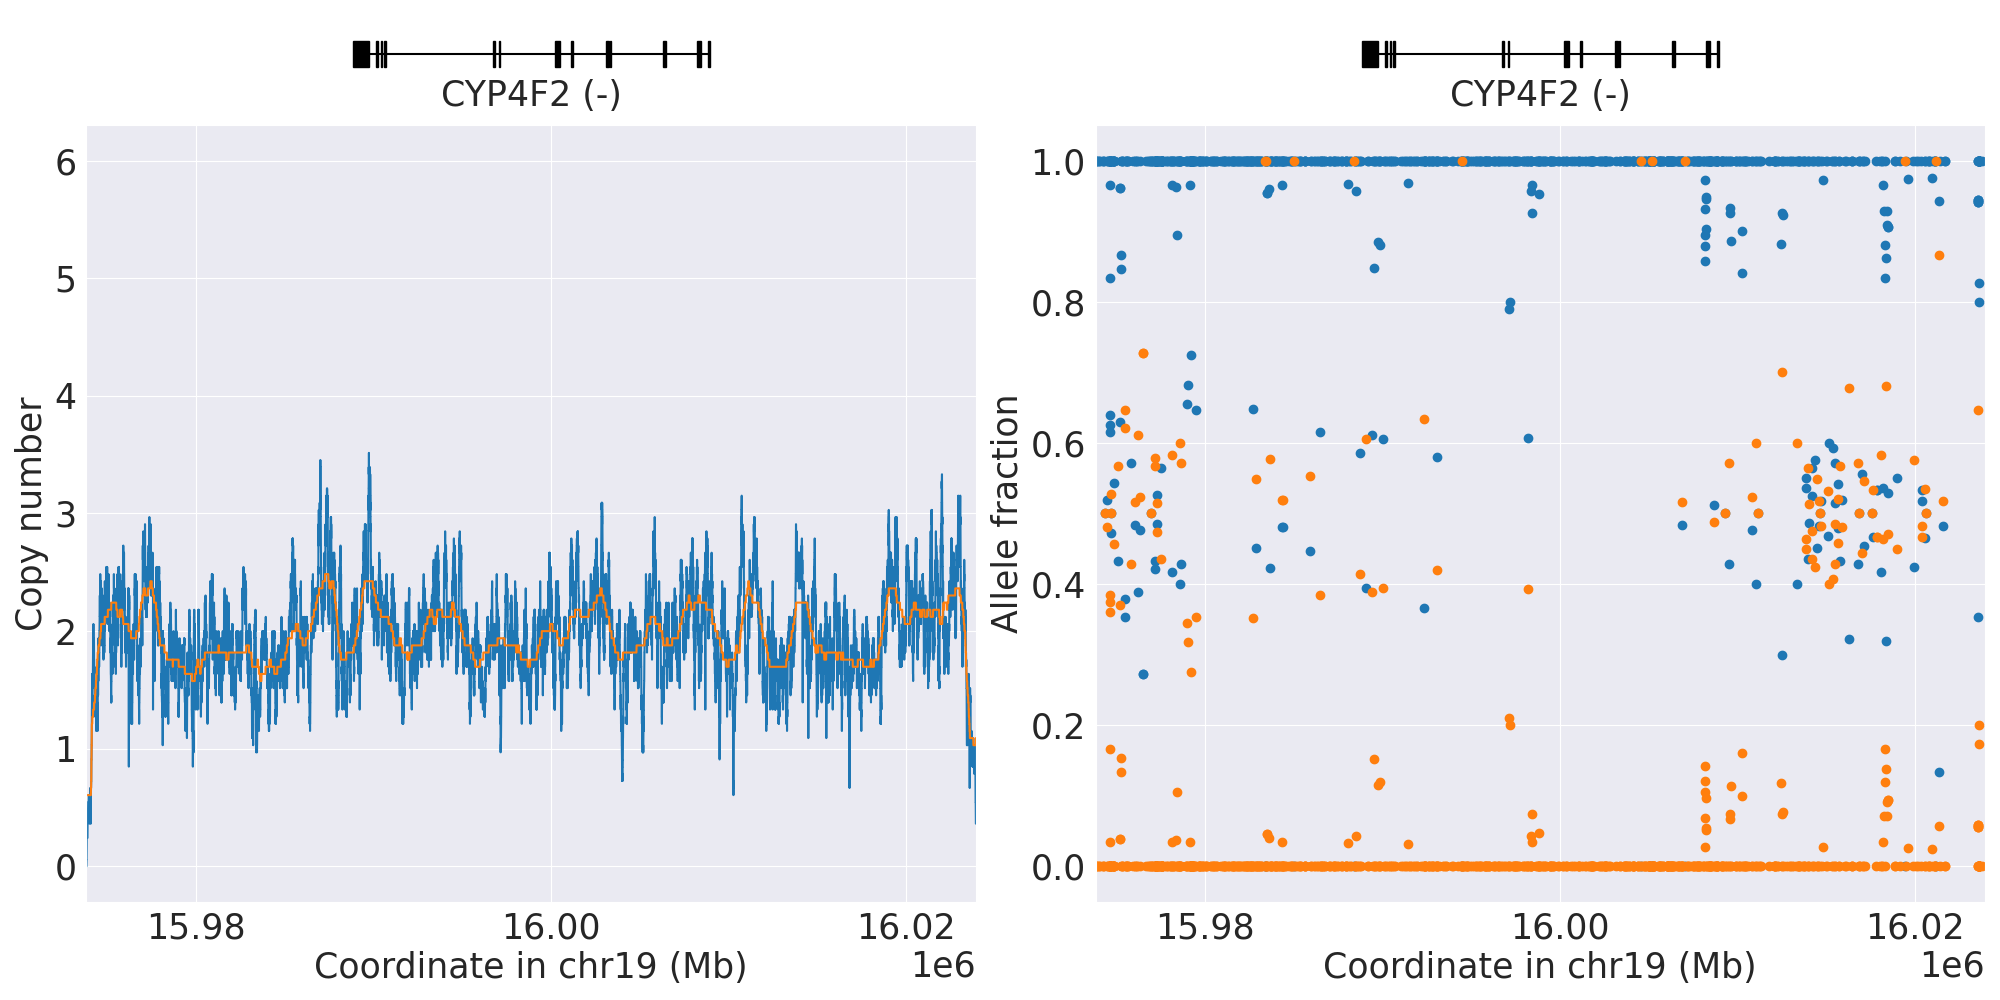 CYP4F2 (-)
CYP4F2 (-)
Copy number
6
5
4
3
2
1
0
15.98
16.00
16.02
Coordinate in chr19 (Mb)
1e6
Allele fraction
1.0
0.8
0.6
0.4
0.2
0.0
15.98
16.00
16.02
Coordinate in chr19 (Mb)
1e6